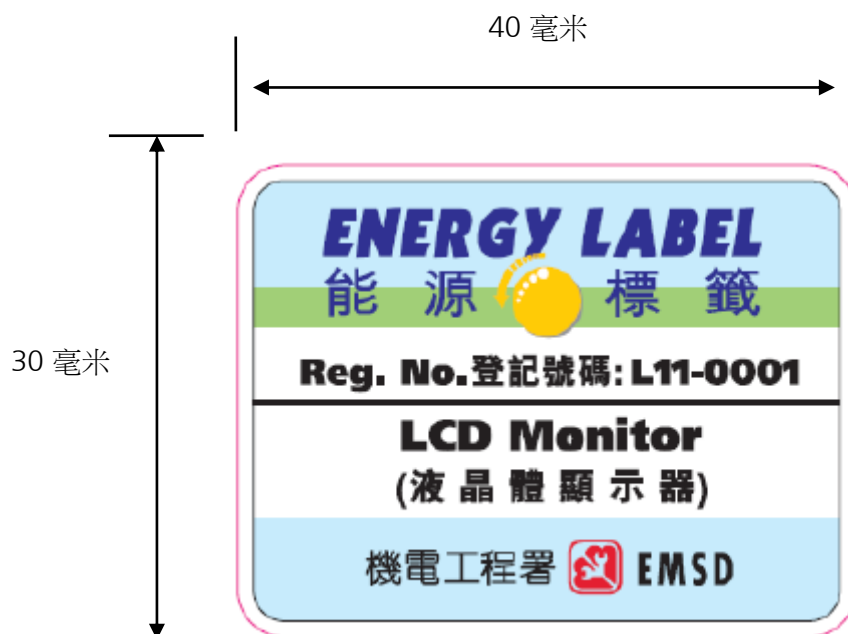 40 毫米
30 毫米
ENERGY LABEL
能源標籤
Reg. No.登記號碼: L11-0001
LCD Monitor
(液晶體顯示器)
機電工程署 EMSD